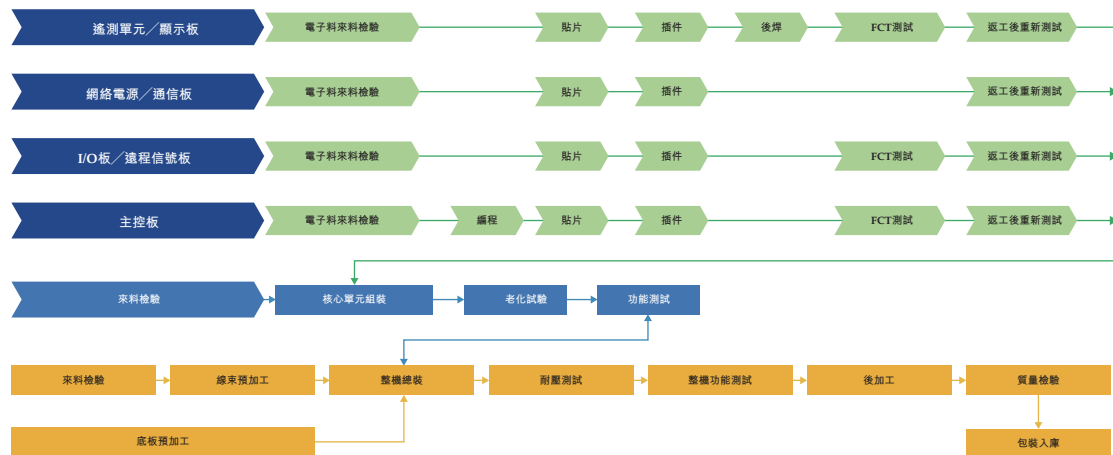 遙測單元／顯示板
電子料來料檢驗
貼片
插件
後焊
FCT測試
返工後重新測試
網絡電源／通信板
電子料來料檢驗
貼片
插件
返工後重新測試
I/O板／遠程信號板
電子料來料檢驗
貼片
插件
FCT測試
返工後重新測試
主控板
電子料來料檢驗
編程
貼片
插件
FCT測試
返工後重新測試
來料檢驗
核心單元組裝
老化試驗
功能測試
來料檢驗
線束預加工
整機總裝
耐壓測試
整機功能測試
後加工
質量檢驗
底板預加工
包裝入庫